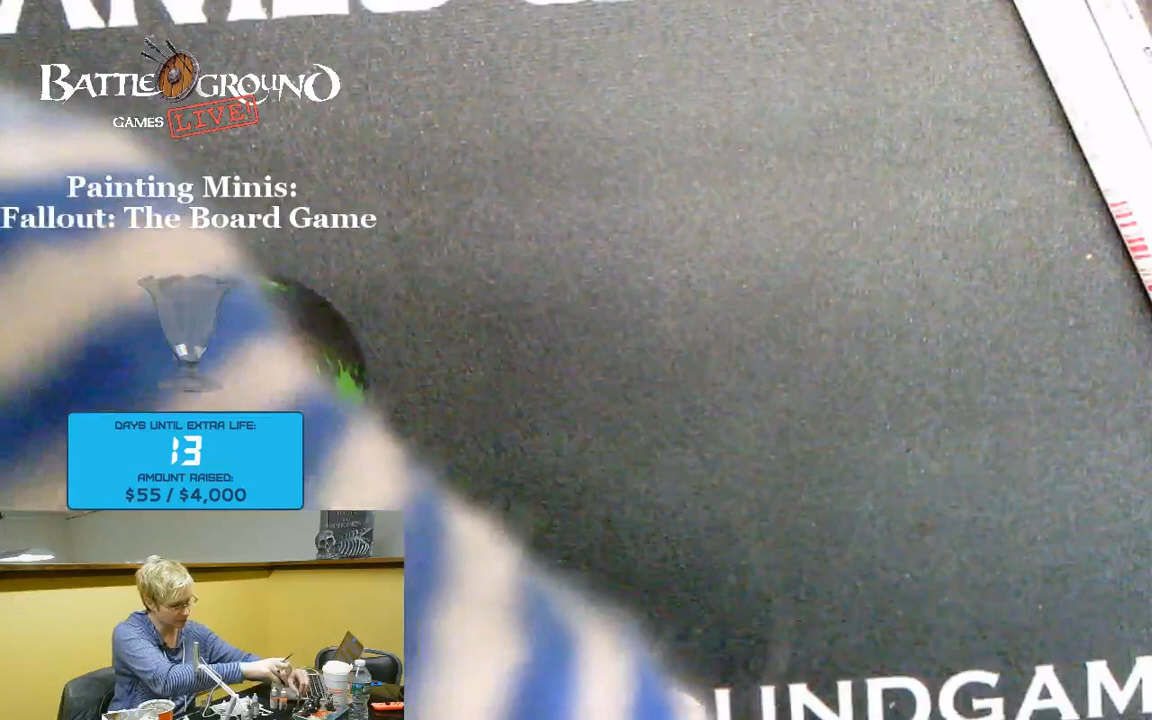 BATTLEGROUND
GAMES LIVE!
Painting Minis:
Fallout: The Board Game
DAYS UNTIL EXTRA LIFE:
13
AMOUNT RAISED:
$55 / $4,000
UNDGAM